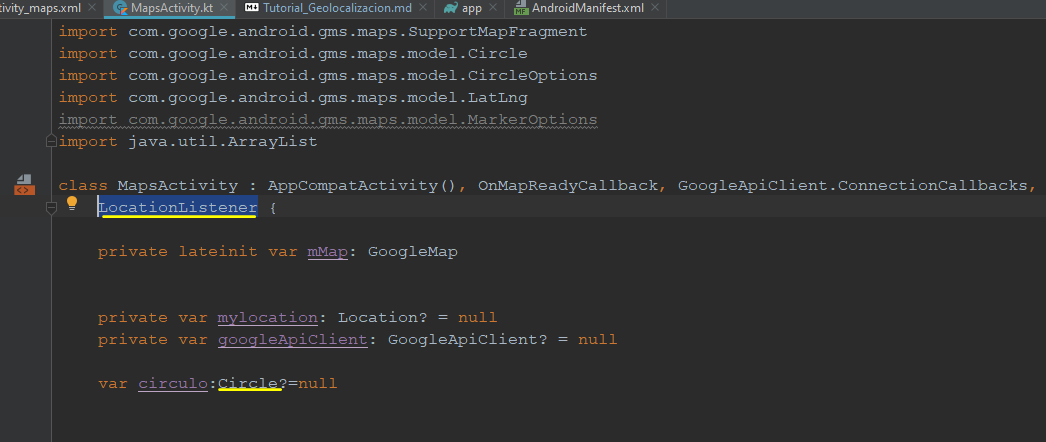 tivity_maps.xml MapsActivity.kt Tutorial_Geolocalizacion.md app AndroidManifest.xml
import com.google.android.gms.maps.SupportMapFragment
import com.google.android.gms.maps.model.Circle
import com.google.android.gms.maps.model.CircleOptions
import com.google.android.gms.maps.model.LatLng
import com.google.android.gms.maps.model.MarkerOptions
import java.util.ArrayList
class MapsActivity : AppCompatActivity(), OnMapReadyCallback, GoogleApiClient.ConnectionCallbacks,
LocationListener {
private lateinit var mMap: GoogleMap
private var mylocation: Location? = null
private var googleApiClient: GoogleApiClient? = null
var circulo:Circle?=null